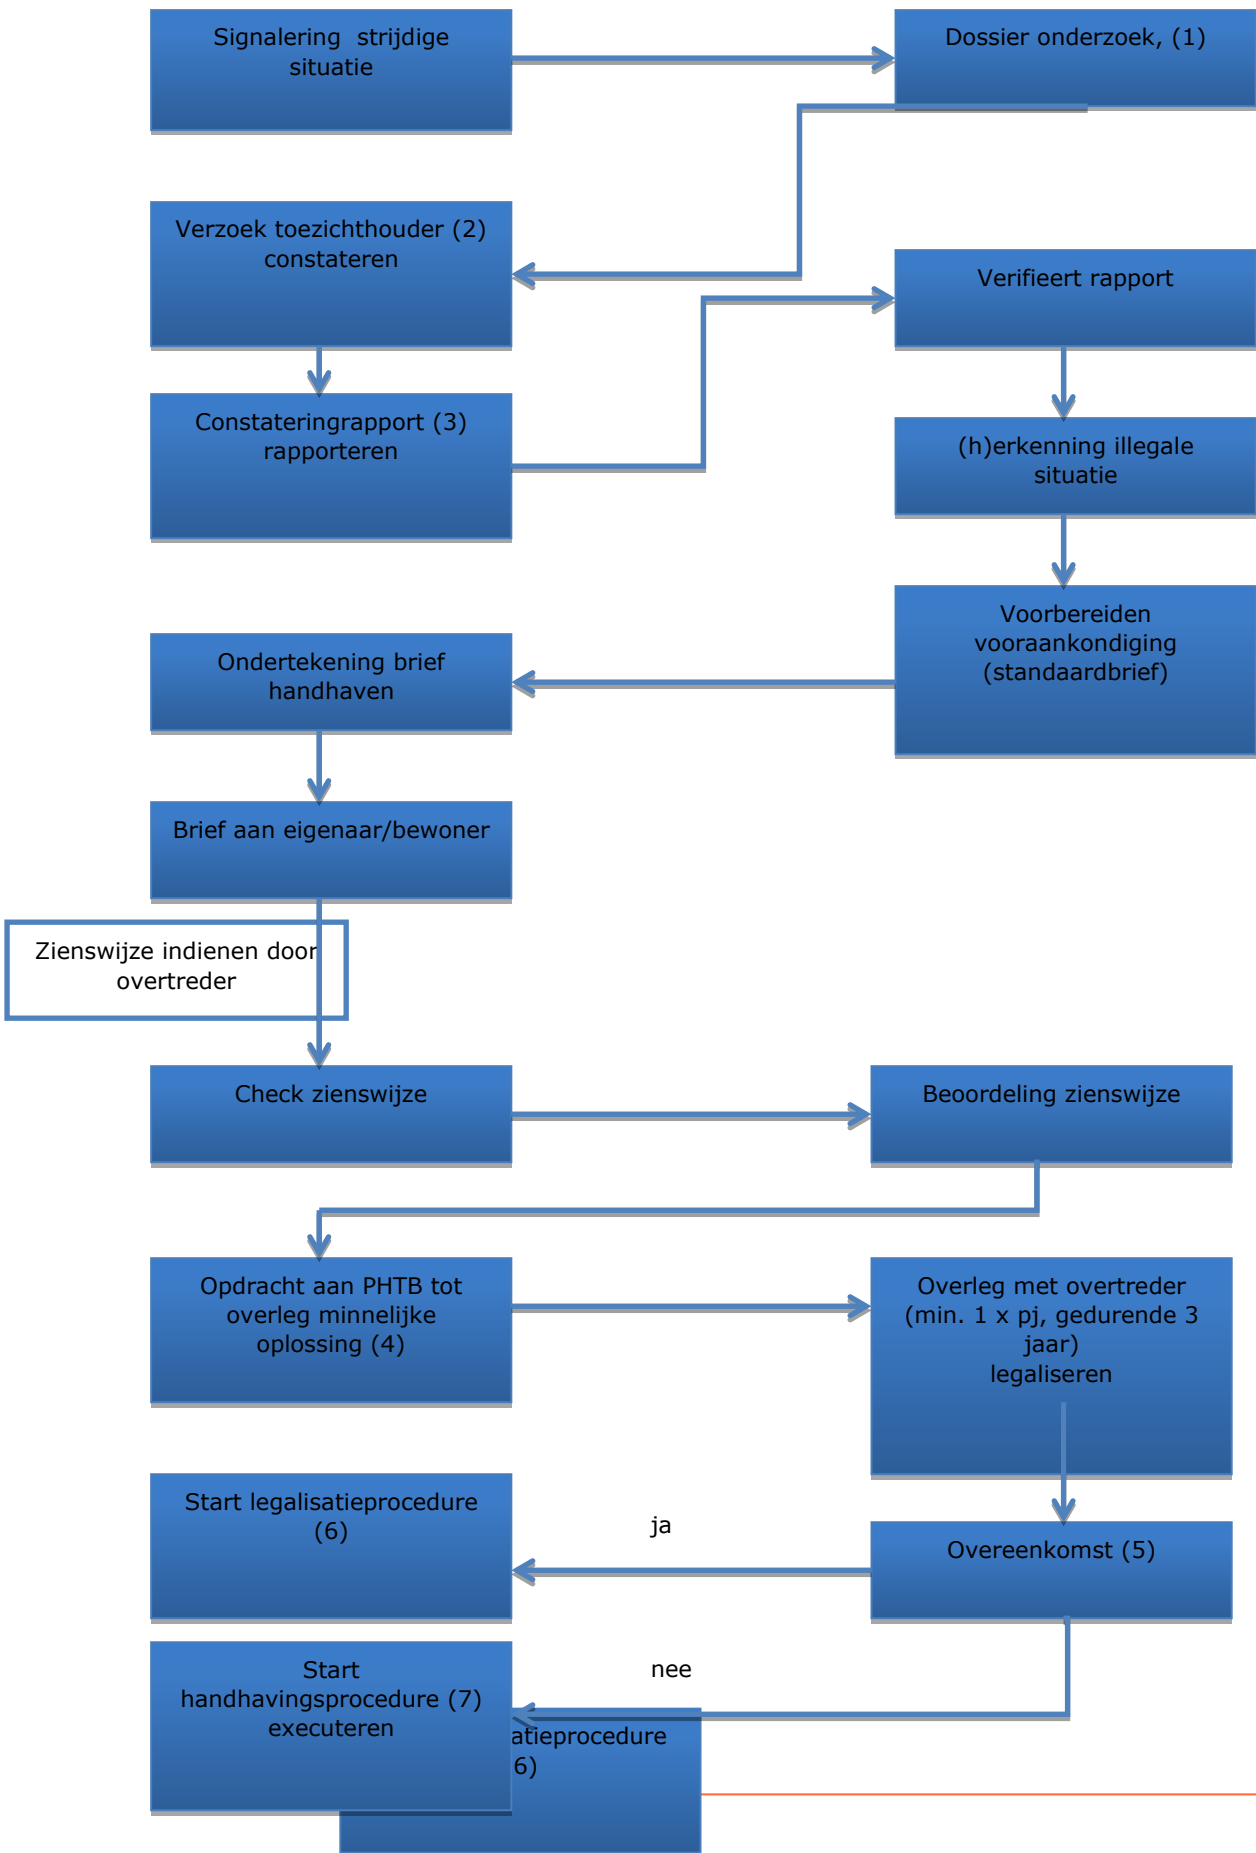 Signalering  strijdige
situatie
Dossier onderzoek, (1)
Verzoek toezichthouder (2)
constateren
Verifieert rapport
Constateringrapport (3)
rapporteren
(h)erkenning illegale
situatie
Voorbereiden
vooraankondiging
(standaardbrief)
Ondertekening brief
handhaven
Brief aan eigenaar/bewoner
Zienswijze indienen door
overtreder
Check zienswijze
Beoordeling zienswijze
Opdracht aan PHTB tot
overleg minnelijke
oplossing (4)
Overleg met overtreder
(min. 1 x pj, gedurende 3
jaar)
legaliseren
Start legalisatieprocedure
(6)
ja
Overeenkomst (5)
nee
Start
handhavingsprocedure (7)
executeren
atieprocedure
6)